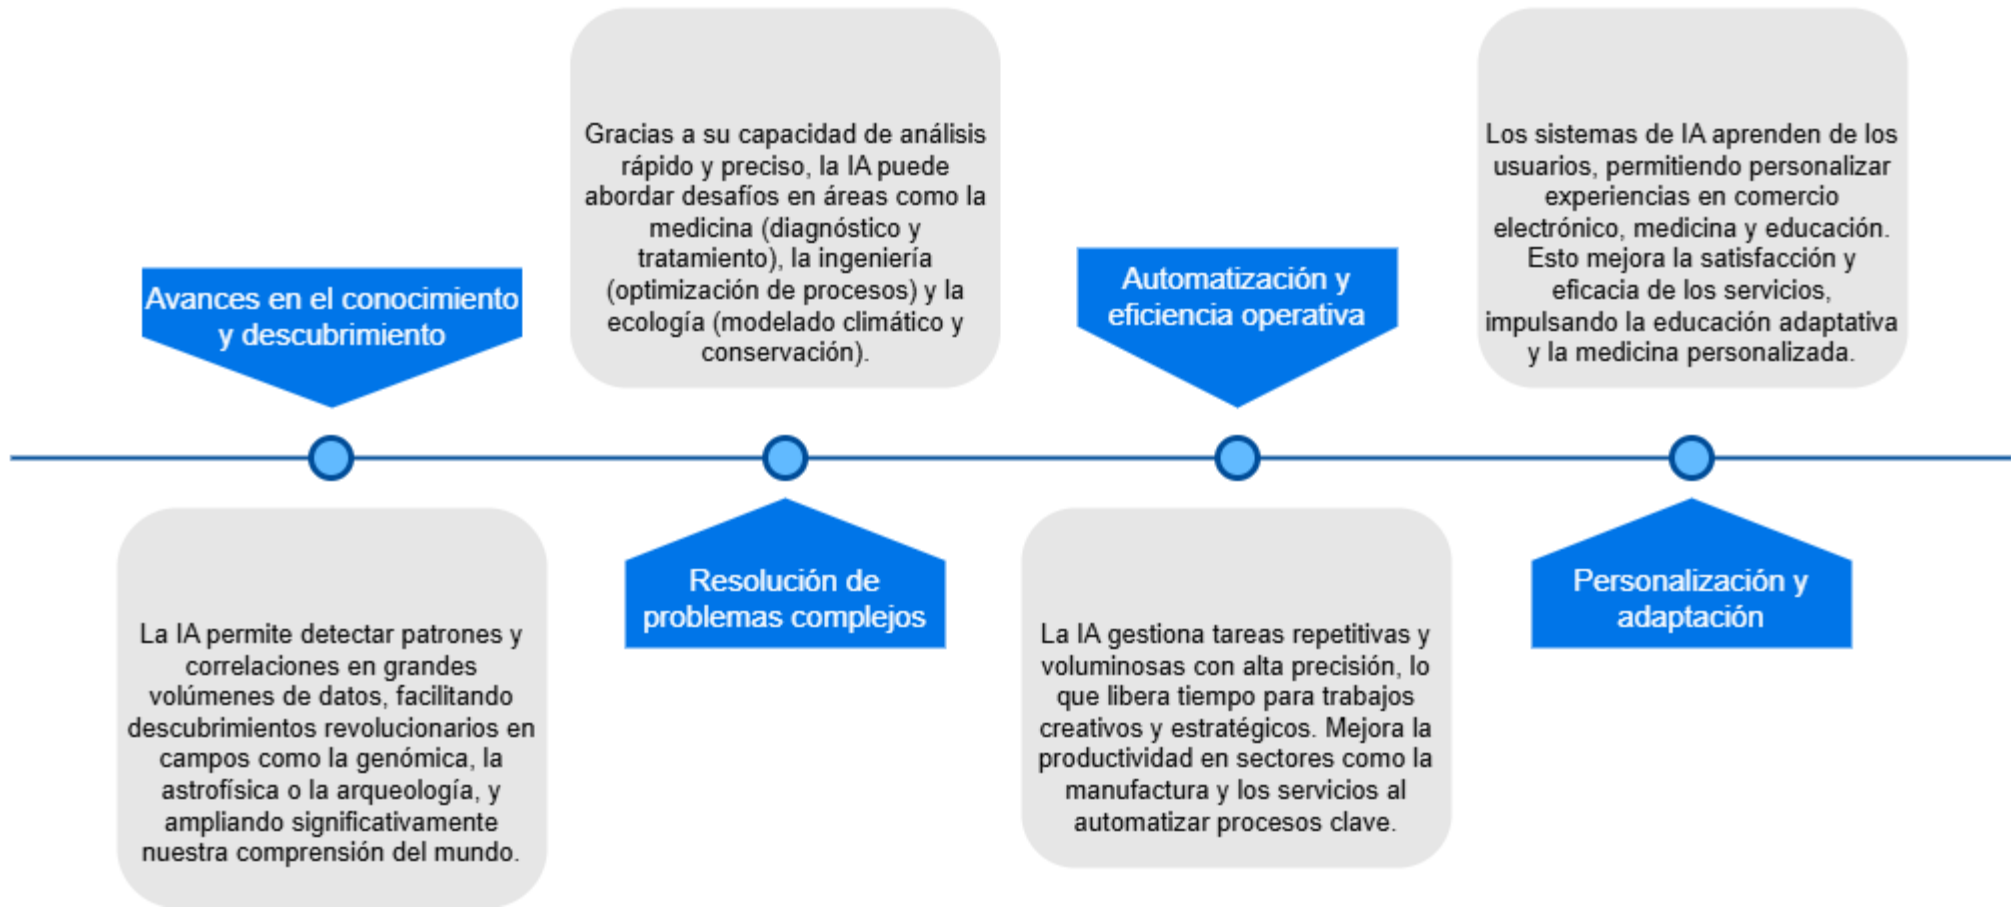 Avances en el conocimiento
y descubrimiento
La IA permite detectar patrones y
correlaciones en grandes
volúmenes de datos, facilitando
descubrimientos revolucionarios en
campos como la genómica, la
astrofísica o la arqueología, y
ampliando significativamente
nuestra comprensión del mundo.
Gracias a su capacidad de análisis
rápido y preciso, la IA puede
abordar desafíos en áreas como la
medicina (diagnóstico y
tratamiento), la ingeniería
(optimización de procesos) y la
ecología (modelado climático y
conservación).
Resolución de
problemas complejos
Automatización y
eficiencia operativa
La IA gestiona tareas repetitivas y
voluminosas con alta precisión, lo
que libera tiempo para trabajos
creativos y estratégicos. Mejora la
productividad en sectores como la
manufactura y los servicios al
automatizar procesos clave.
Los sistemas de IA aprenden de los
usuarios, permitiendo personalizar
experiencias en comercio
electrónico, medicina y educación.
Esto mejora la satisfacción y
eficacia de los servicios,
impulsando la educación adaptativa
y la medicina personalizada.
Personalización y
adaptación